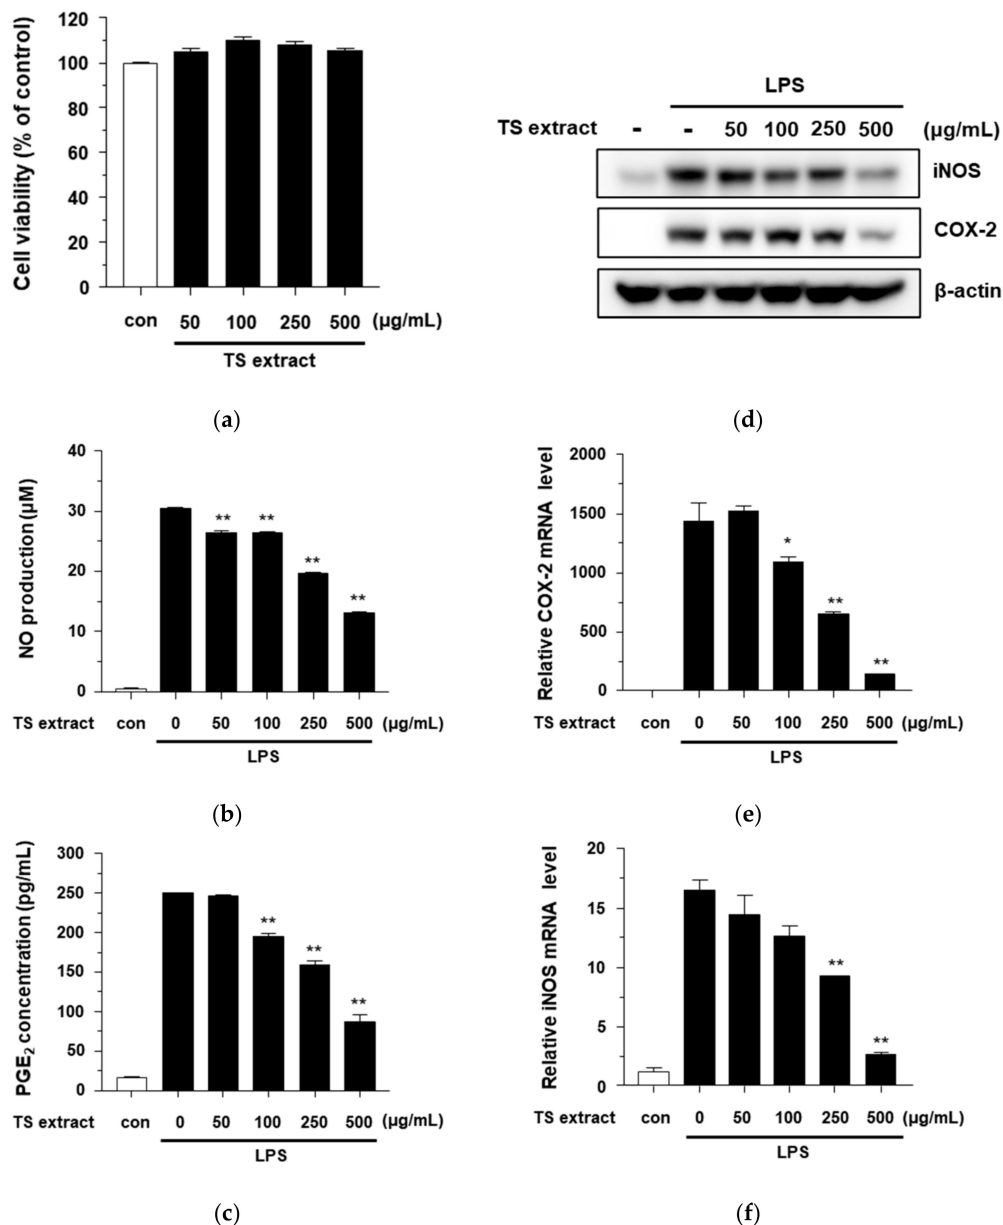 Cell viability (% of control)
120
100
80
60
40
20
0
con 50 100 250 500 (µg/mL)
TS extract
(a)
LPS
TS extract - - 50 100 250 500 (µg/mL)
iNOS
COX-2
β-actin
(d)
NO production (µM)
40
30
20
10
0
TS extract con 0 50 100 250 500 (µg/mL)
LPS
** ** ** **
(b)
Relative COX-2 mRNA level
2000
1500
1000
500
0
* ** **
TS extract con 0 50 100 250 500 (µg/mL)
LPS
(e)
PGE2 concentration (pg/mL)
300
250
200
150
100
50
0
** ** **
TS extract con 0 50 100 250 500 (µg/mL)
LPS
(c)
Relative iNOS mRNA level
20
15
10
5
0
** **
TS extract con 0 50 100 250 500 (µg/mL)
LPS
(f)